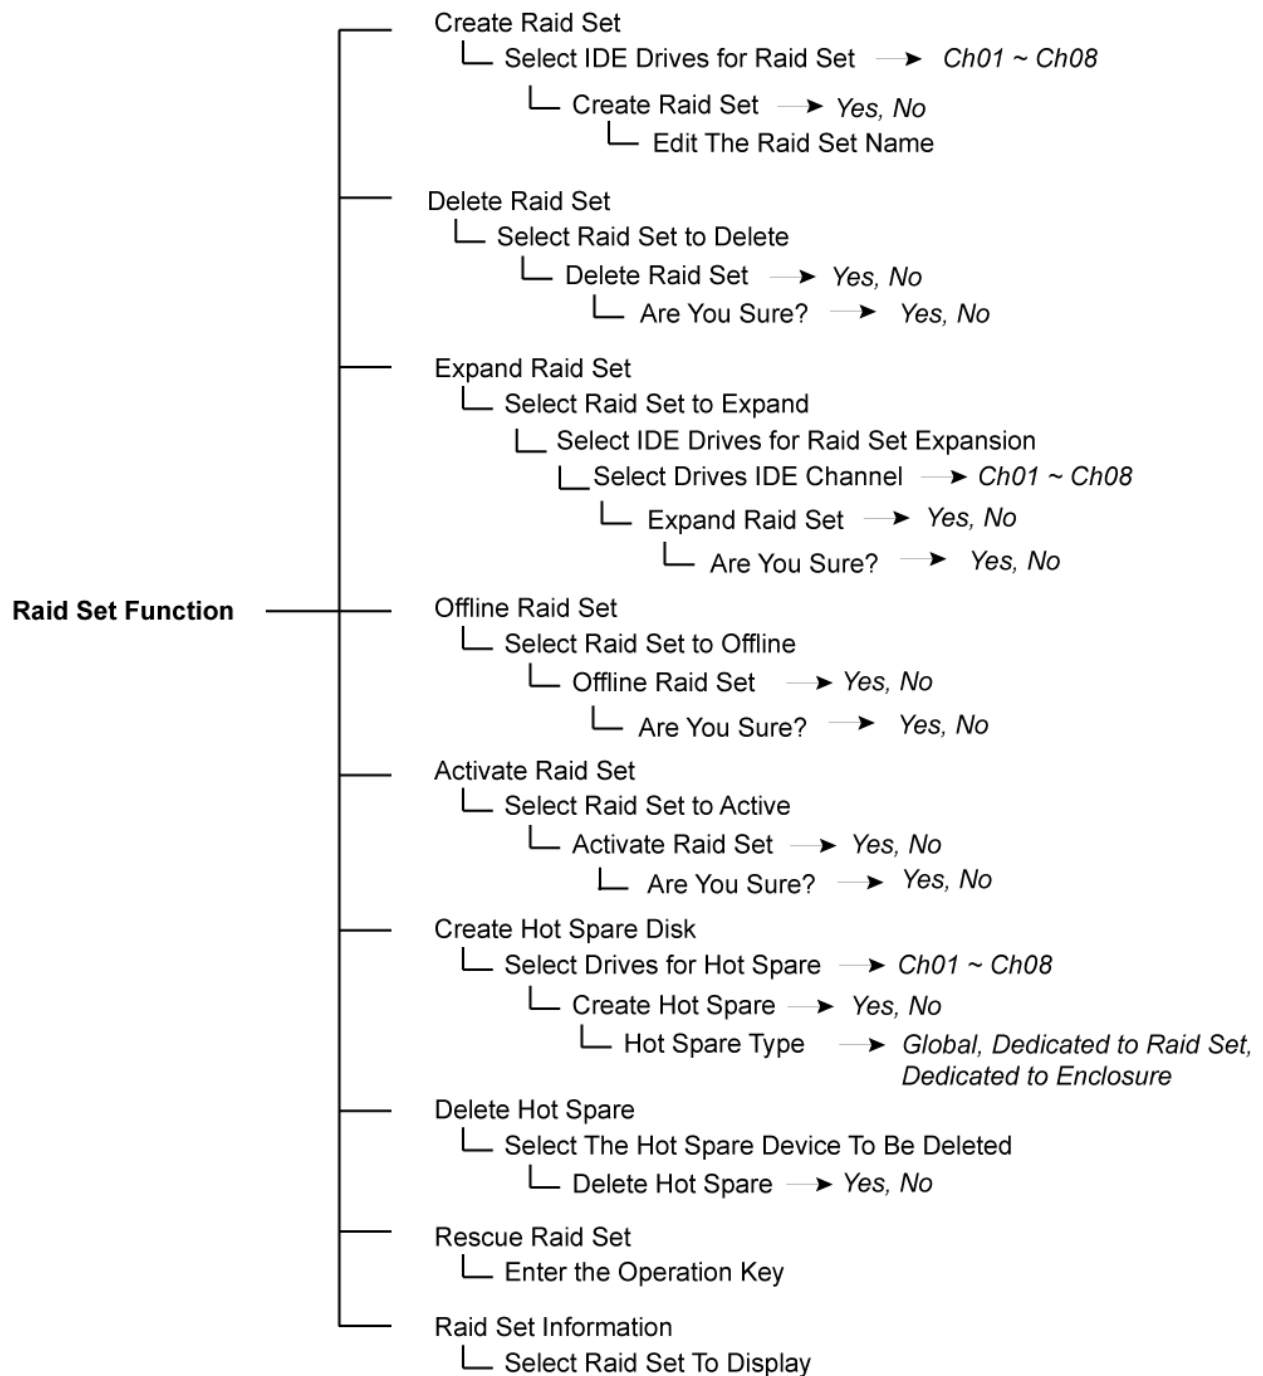 Create Raid Set
Select IDE Drives for Raid Set Ch01 ~ Ch08
Create Raid Set Yes, No
Edit The Raid Set Name
Delete Raid Set
Select Raid Set to Delete
Delete Raid Set Yes, No
Are You Sure? Yes, No
Expand Raid Set
Select Raid Set to Expand
Select IDE Drives for Raid Set Expansion
Select Drives IDE Channel Ch01 ~ Ch08
Expand Raid Set Yes, No
Are You Sure? Yes, No
Raid Set Function
Offline Raid Set
Select Raid Set to Offline
Offline Raid Set Yes, No
Are You Sure? Yes, No
Activate Raid Set
Select Raid Set to Active
Activate Raid Set Yes, No
Are You Sure? Yes, No
Create Hot Spare Disk
Select Drives for Hot Spare Ch01 ~ Ch08
Create Hot Spare Yes, No
Hot Spare Type Global, Dedicated to Raid Set,
Dedicated to Enclosure
Delete Hot Spare
Select The Hot Spare Device To Be Deleted
Delete Hot Spare Yes, No
Rescue Raid Set
Enter the Operation Key
Raid Set Information
Select Raid Set To Display